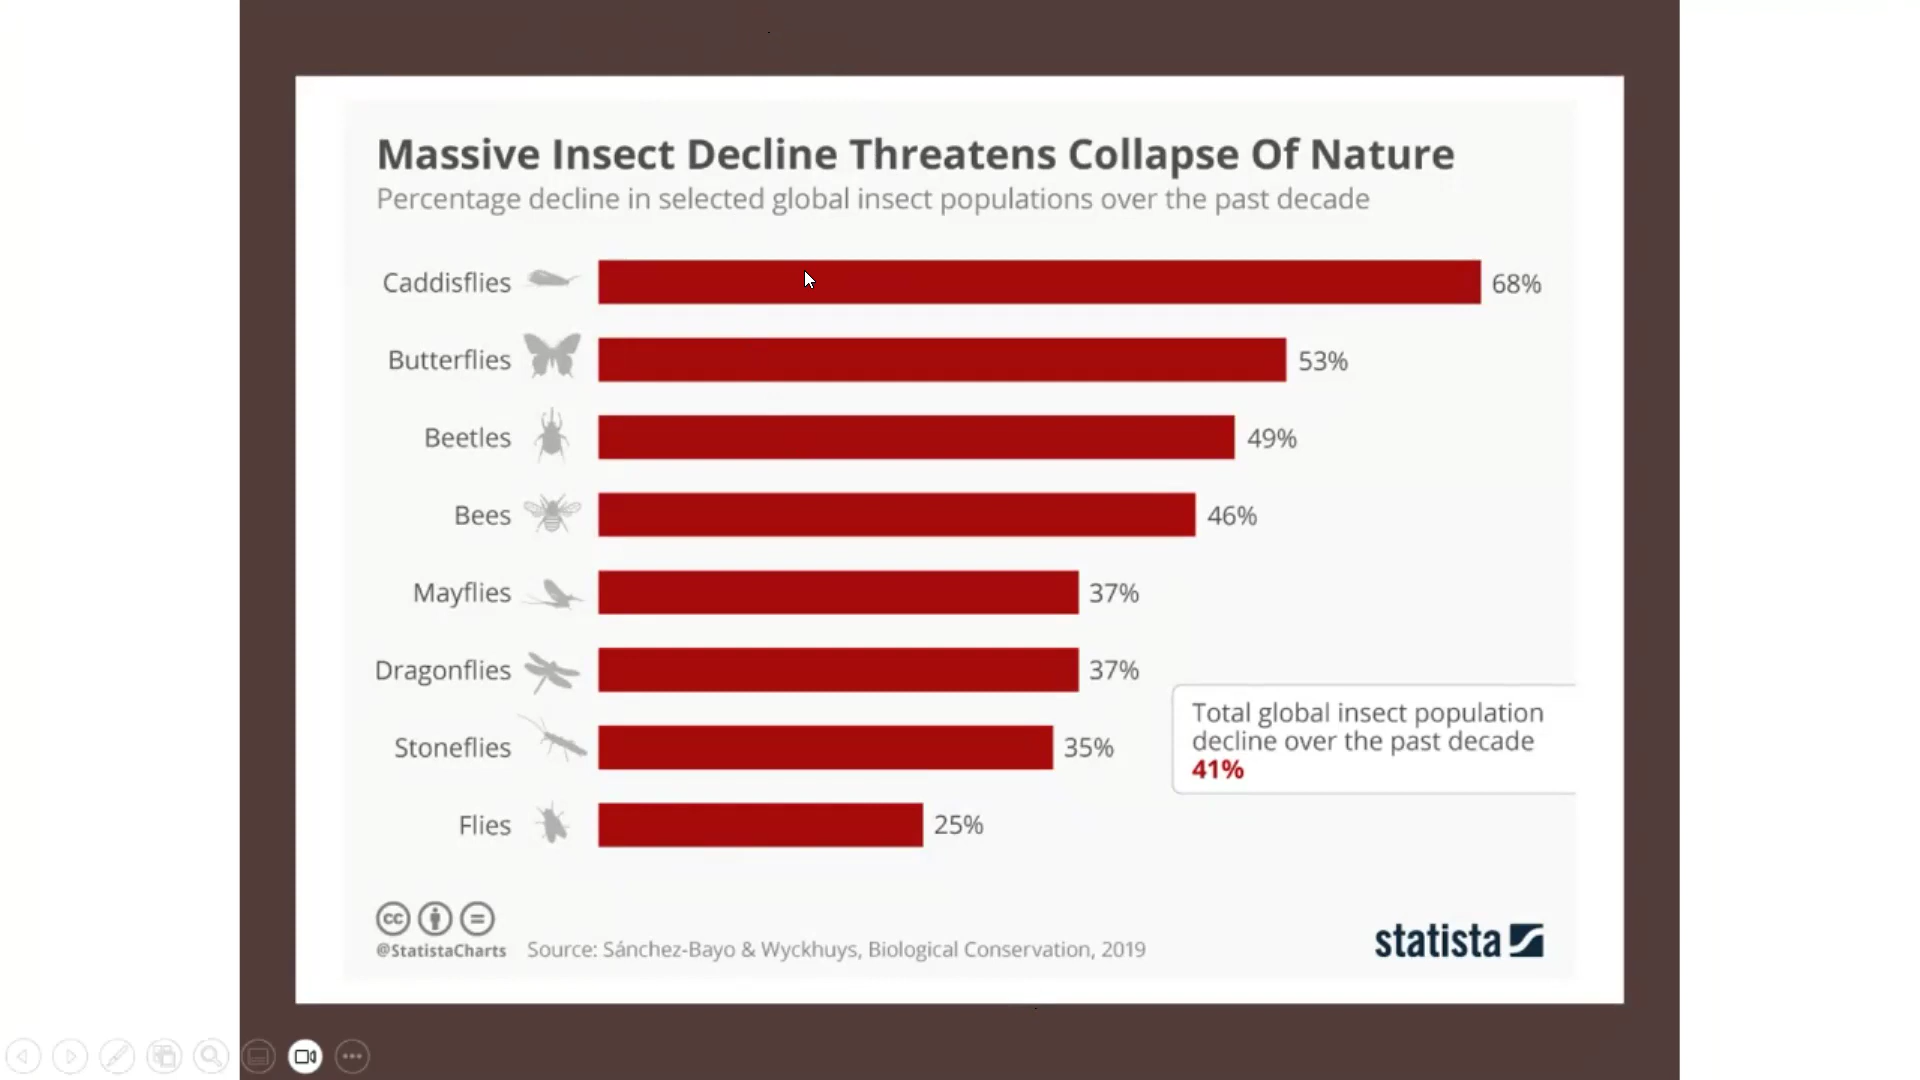 Massive Insect Decline Threatens Collapse Of Nature
Percentage decline in selected global insect populations over the past decade
Caddisflies 68%
Butterflies 53%
Beetles 49%
Bees 46%
Mayflies 37%
Dragonflies 37%
Stoneflies 35%
Flies 25%
Total global insect population
decline over the past decade
41%
cc
@StatistaCharts Source: Sánchez-Bayo & Wyckhuys, Biological Conservation, 2019
statista